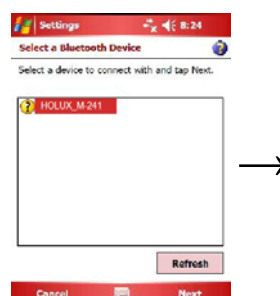 Settings 8:24
Select a Bluetooth Device
Select a device to connect with and tap Next.
HOLUX_M-241
Refresh
Cancel Next